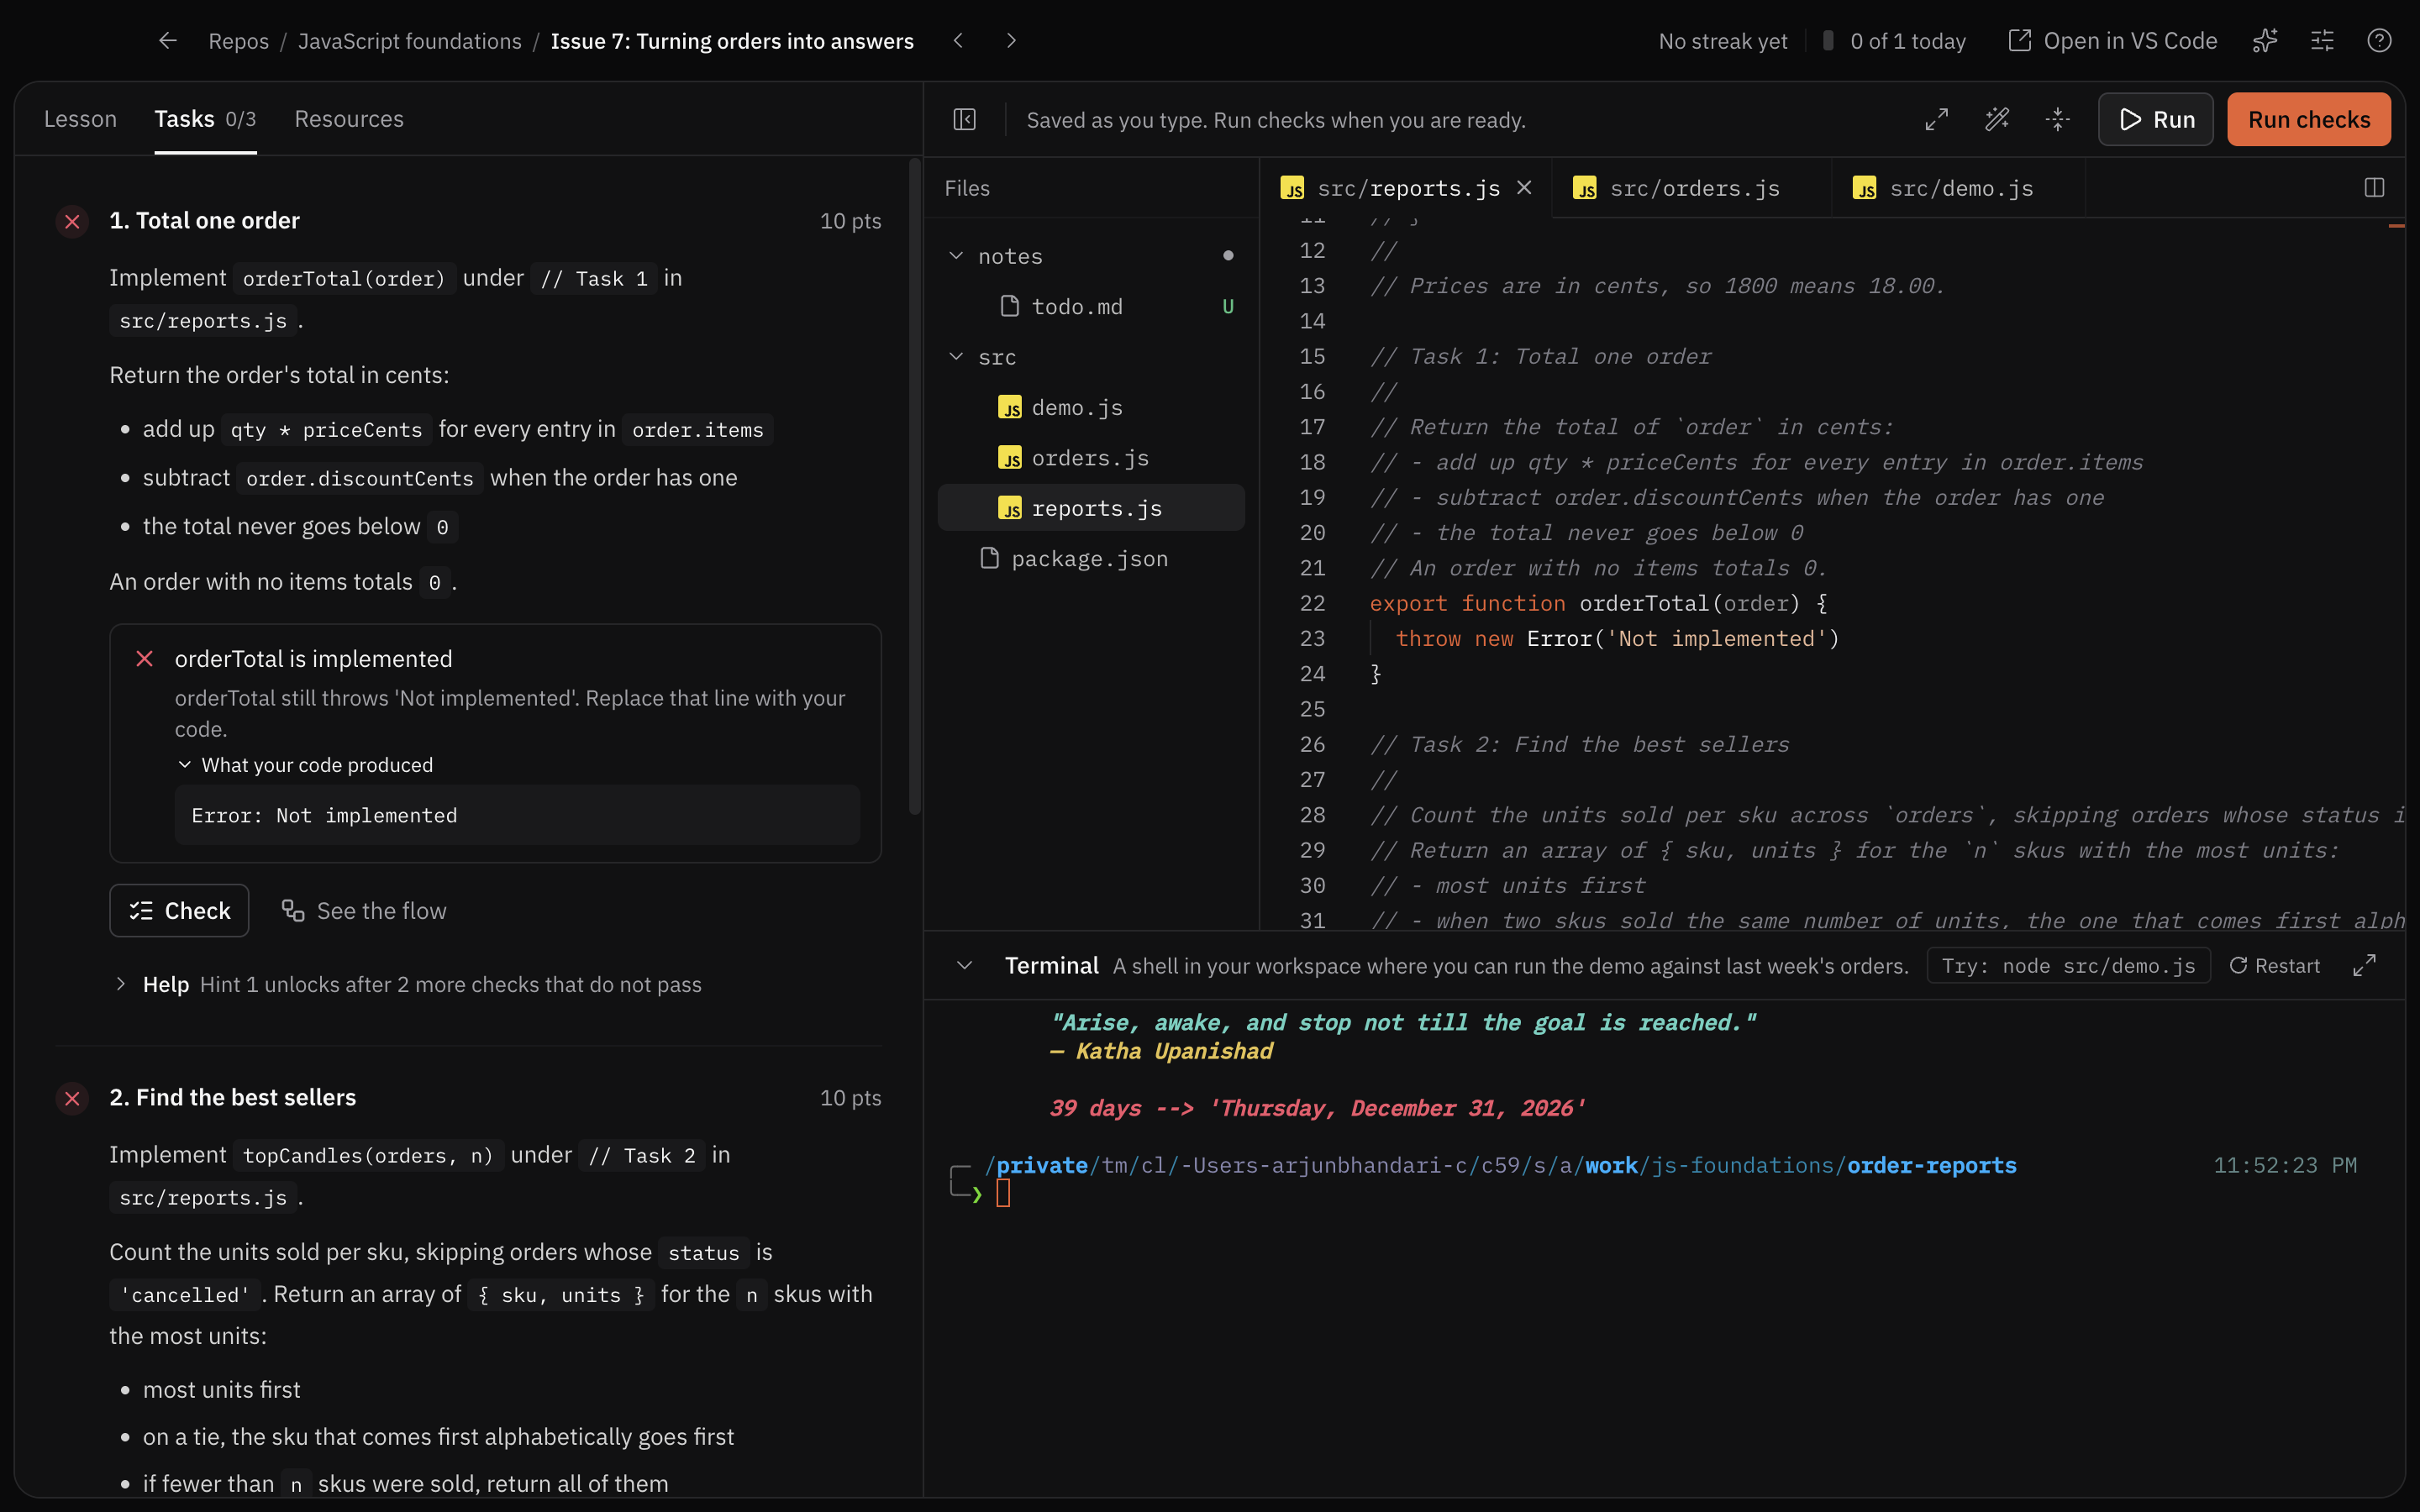 Repos / JavaScript foundations / Issue 7: Turning orders into answers
No streak yet
0 of 1 today
Open in VS Code
Lesson
Tasks 0/3
Resources
1. Total one order
10 pts
Implement orderTotal(order) under // Task 1 in
src/reports.js.
Return the order's total in cents:
• add up qty * priceCents for every entry in order.items
• subtract order.discountCents when the order has one
• the total never goes below 0
An order with no items totals 0.
orderTotal is implemented
orderTotal still throws 'Not implemented'. Replace that line with your
code.
What your code produced
Error: Not implemented
Check
See the flow
Help Hint 1 unlocks after 2 more checks that do not pass
2. Find the best sellers
10 pts
Implement topCandles(orders, n) under // Task 2 in
src/reports.js.
Count the units sold per sku, skipping orders whose status is
'cancelled'. Return an array of { sku, units } for the n skus with
the most units:
• most units first
• on a tie, the sku that comes first alphabetically goes first
• if fewer than n skus were sold, return all of them
Saved as you type. Run checks when you are ready.
Run
Run checks
Files
notes
todo.md U
src
JS demo.js
JS orders.js
JS reports.js
package.json
JS src/reports.js
JS src/orders.js
JS src/demo.js
11 // }
12 //
13 // Prices are in cents, so 1800 means 18.00.
14
15 // Task 1: Total one order
16 //
17 // Return the total of `order` in cents:
18 // - add up qty * priceCents for every entry in order.items
19 // - subtract order.discountCents when the order has one
20 // - the total never goes below 0
21 // An order with no items totals 0.
22 export function orderTotal(order) {
23 throw new Error('Not implemented')
24 }
25
26 // Task 2: Find the best sellers
27 //
28 // Count the units sold per sku across `orders`, skipping orders whose status i
29 // Return an array of { sku, units } for the `n` skus with the most units:
30 // - most units first
31 // - when two skus sold the same number of units, the one that comes first alph
Terminal A shell in your workspace where you can run the demo against last week's orders.
Try: node src/demo.js
Restart
"Arise, awake, and stop not till the goal is reached."
— Katha Upanishad
39 days --> 'Thursday, December 31, 2026'
/private/tm/cl/-Users-arjunbhandari-c/c59/s/a/work/js-foundations/order-reports
11:52:23 PM
❯